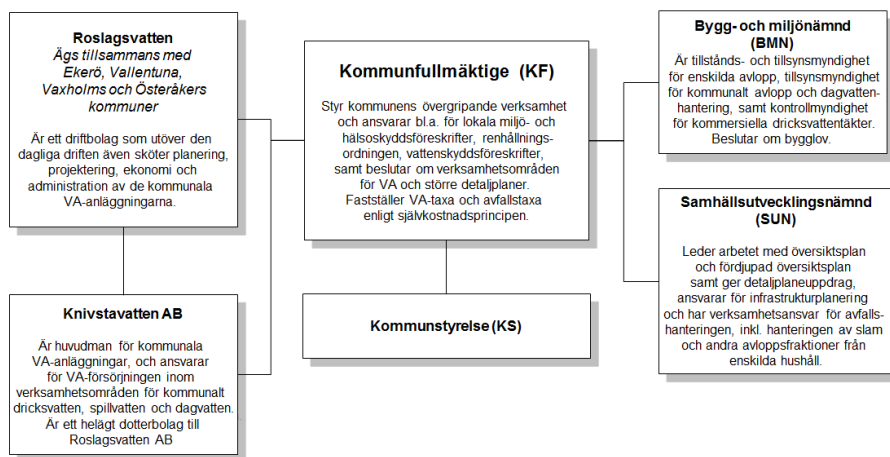 Roslagsvatten
Ägs tillsammans med
Ekerö, Vallentuna,
Vaxholms och Österåkers
kommuner
Är ett driftbolag som utöver den
dagliga driften även sköter planering,
projektering, ekonomi och
administration av de kommunala
VA-anläggningarna.
Knivstavatten AB
Är huvudman för kommunala
VA-anläggningar, och ansvarar
för VA-försörjningen inom
verksamhetsområden för kommunalt
dricksvatten, spillvatten och dagvatten.
Är ett helägt dotterbolag till
Roslagsvatten AB
Kommunfullmäktige (KF)
Styr kommunens övergripande verksamhet
och ansvarar bl.a. för lokala miljö- och
hälsoskyddsföreskrifter, renhållnings-
ordningen, vattenskyddsföreskrifter,
samt beslutar om verksamhetsområden
för VA och större detaljplaner.
Fastställer VA-taxa och avfallstaxa
enligt självkostnadsprincipen.
Kommunstyrelse (KS)
Bygg- och miljönämnd
(BMN)
Är tillstånds- och tillsynsmyndighet
för enskilda avlopp, tillsynsmyndighet
för kommunalt avlopp och dagvatten-
hantering, samt kontrollmyndighet
för kommersiella dricksvattentäkter.
Beslutar om bygglov.
Samhällsutvecklingsnämnd
(SUN)
Leder arbetet med översiktsplan
och fördjupad översiktsplan
samt ger detaljplaneuppdrag,
ansvarar för infrastrukturplanering
och har verksamhetsansvar för avfalls-
hanteringen, inkl. hanteringen av slam
och andra avloppsfraktioner från
enskilda hushåll.